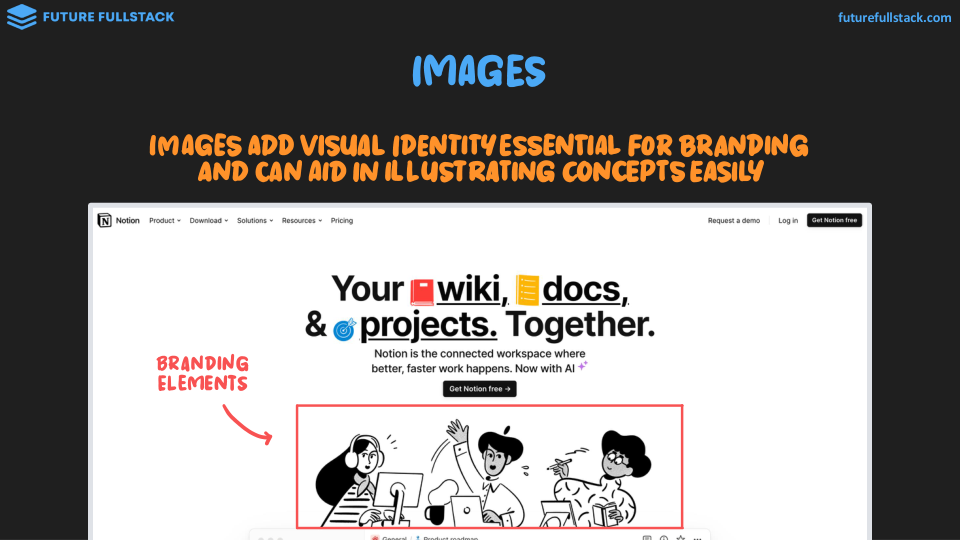 FUTURE FULLSTACK
futurefullstack.com
IMAGES
IMAGES ADD VISUAL IDENTITY ESSENTIAL FOR BRANDING
AND CAN AID IN ILLUSTRATING CONCEPTS EASILY
N Notion Product Download Solutions Resources Pricing Request a demo Log in Get Notion free
Your wiki, docs,
& projects. Together.
Notion is the connected workspace where
better, faster work happens. Now with AI
Get Notion free →
BRANDING
ELEMENTS
General / Product roadmap